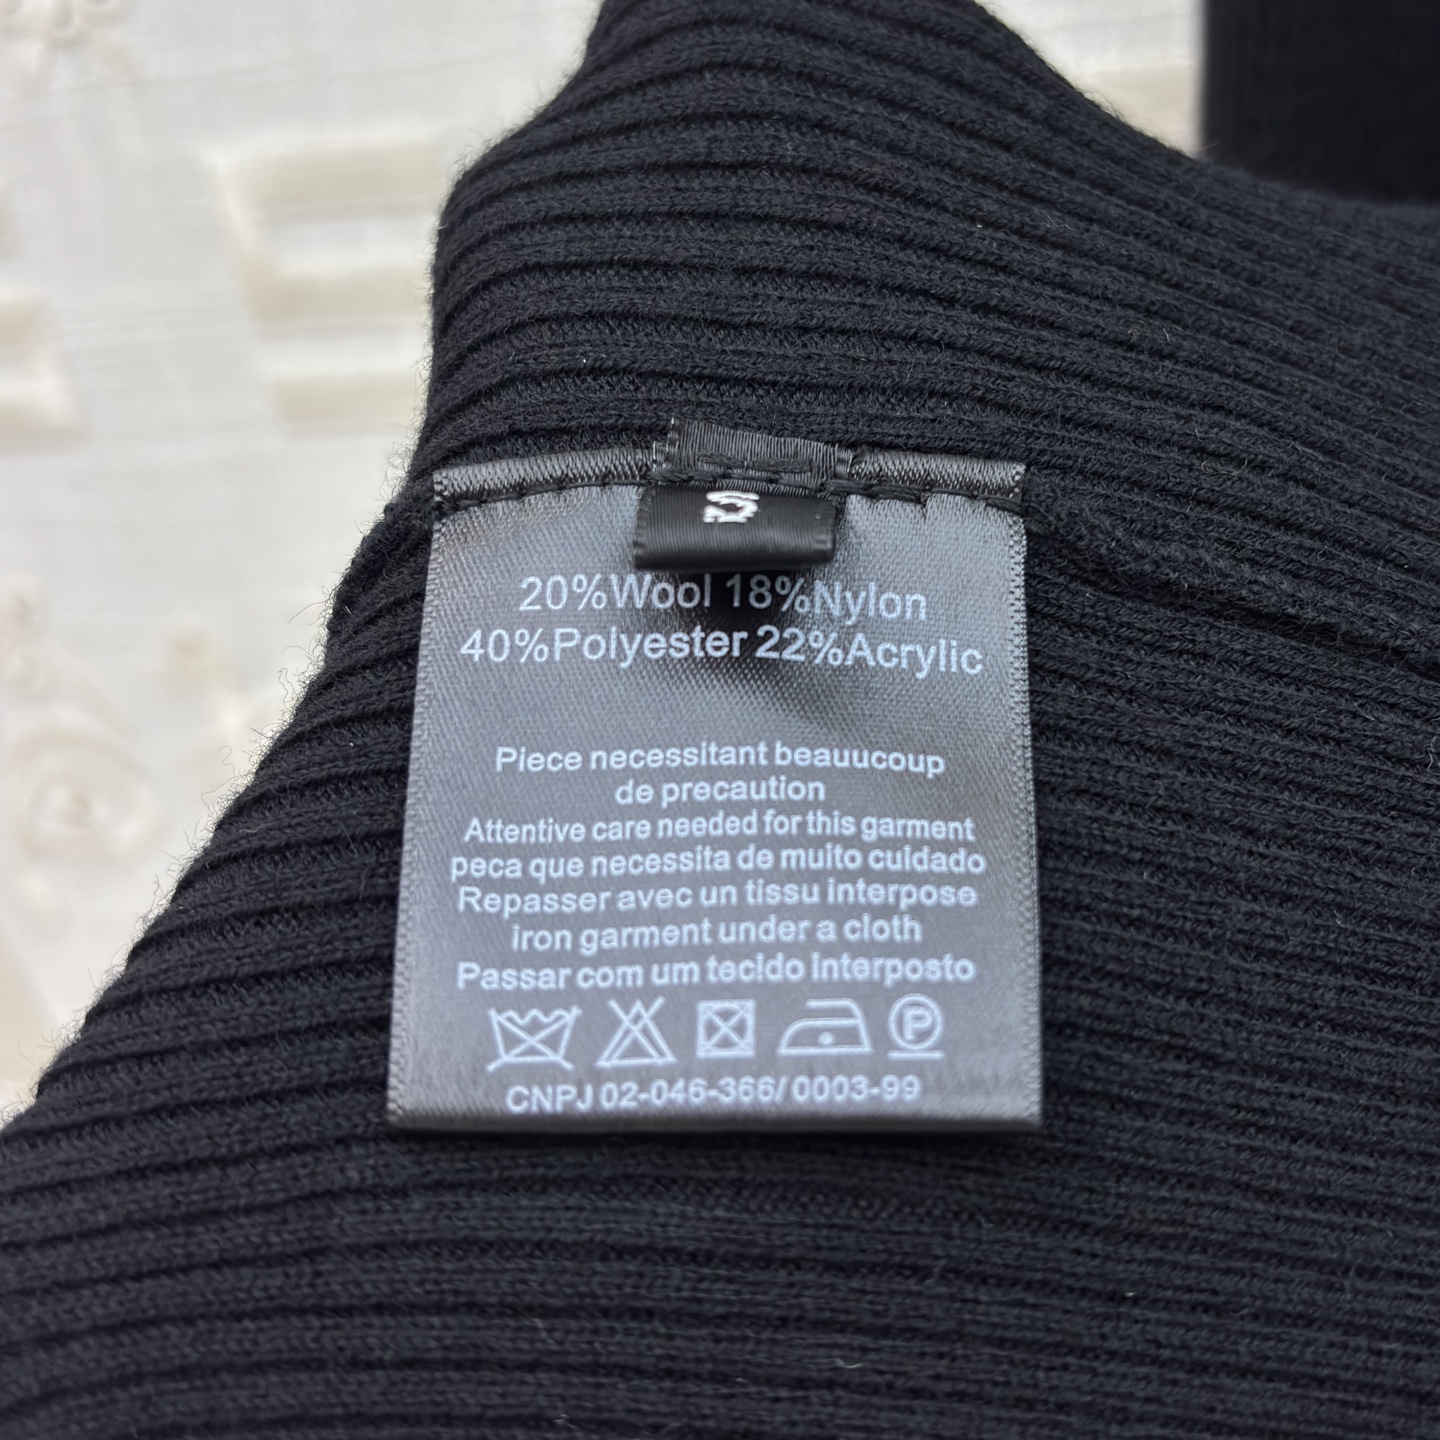 S
20%Wool 18%Nylon
40%Polyester 22%Acrylic
Piece necessitant beauucoup
de precaution
Attentive care needed for this garment
peca que necessita de muito cuidado
Repasser avec un tissu interpose
iron garment under a cloth
Passar com um tecido interposto
P
CNPJ 02-046-366/ 0003-99